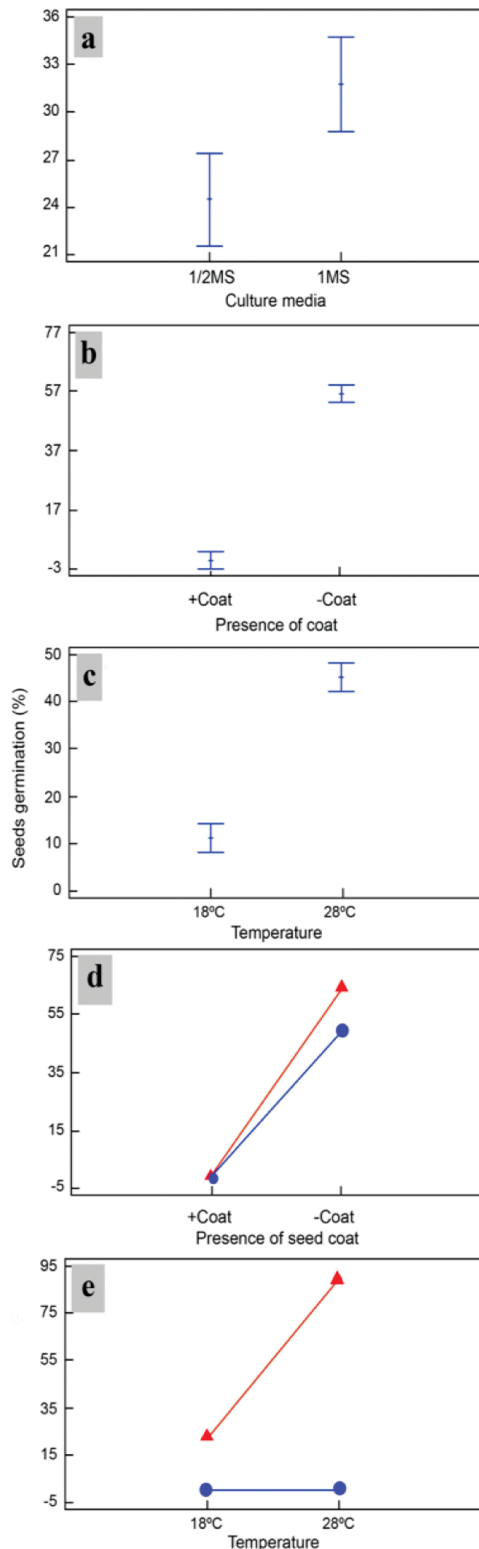 a
36
33
30
27
24
21
1/2MS 1MS
Culture media
b
77
57
37
17
-3
+Coat -Coat
Presence of coat
Seeds germination (%)
c
50
40
30
20
10
0
18ºC 28ºC
Temperature
d
75
55
35
15
-5
+Coat -Coat
Presence of seed coat
e
95
75
55
35
15
-5
18ºC 28ºC
Temperature